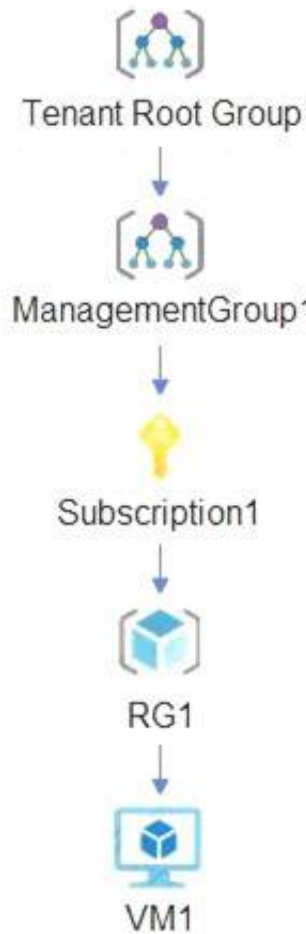 Tenant Root Group
ManagementGroup1
Subscription1
RG1
VM1